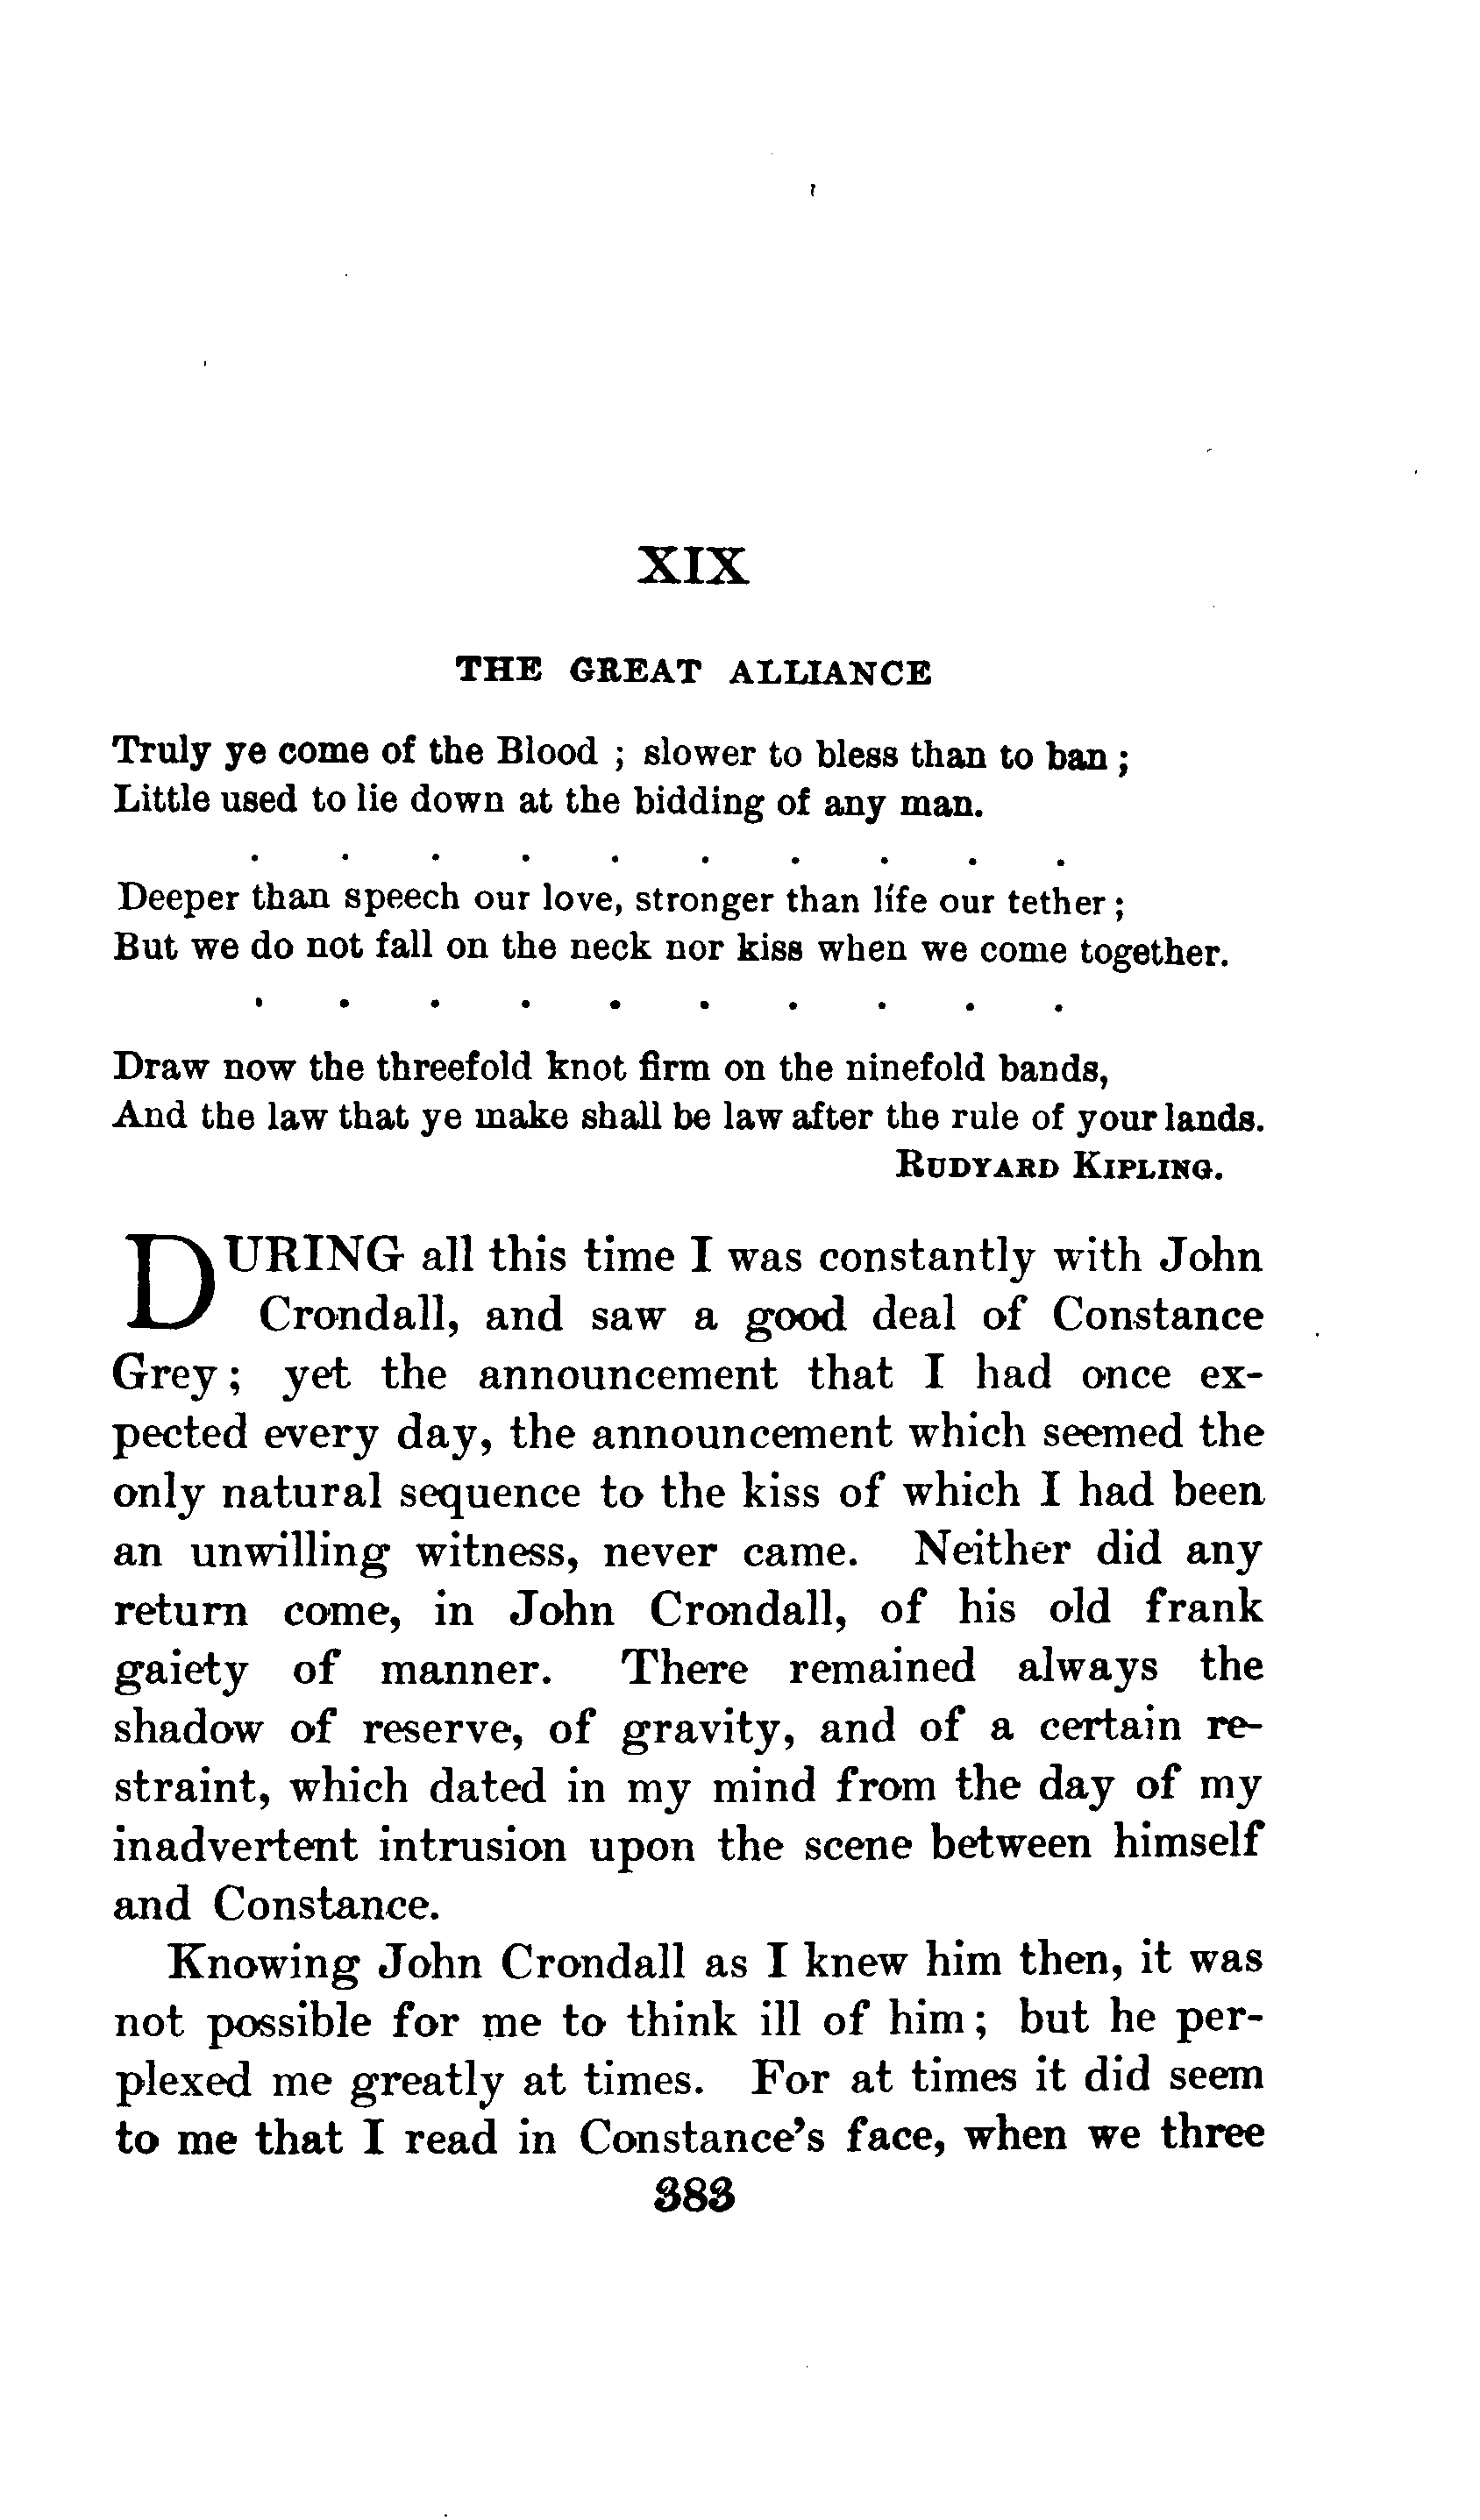 XIX
THE GREAT ALLIANCE
Truly ye come of the Blood ; slower to bless than to ban ;
Little used to lie down at the bidding of any man.
. . . . . . . . . .
Deeper than speech our love, stronger than life our tether ;
But we do not fall on the neck nor kiss when we come together.
. . . . . . . . . .
Draw now the threefold knot firm on the ninefold bands,
And the law that ye make shall be law after the rule of your lands.
RUDYARD KIPLING.
DURING all this time I was constantly with John
Crondall, and saw a good deal of Constance
Grey ; yet the announcement that I had once ex-
pected every day, the announcement which seemed the
only natural sequence to the kiss of which I had been
an unwilling witness, never came. Neither did any
return come, in John Crondall, of his old frank
gaiety of manner. There remained always the
shadow of reserve, of gravity, and of a certain re-
straint, which dated in my mind from the day of my
inadvertent intrusion upon the scene between himself
and Constance.
Knowing John Crondall as I knew him then, it was
not possible for me to think ill of him ; but he per-
plexed me greatly at times. For at times it did seem
to me that I read in Constance's face, when we three
383